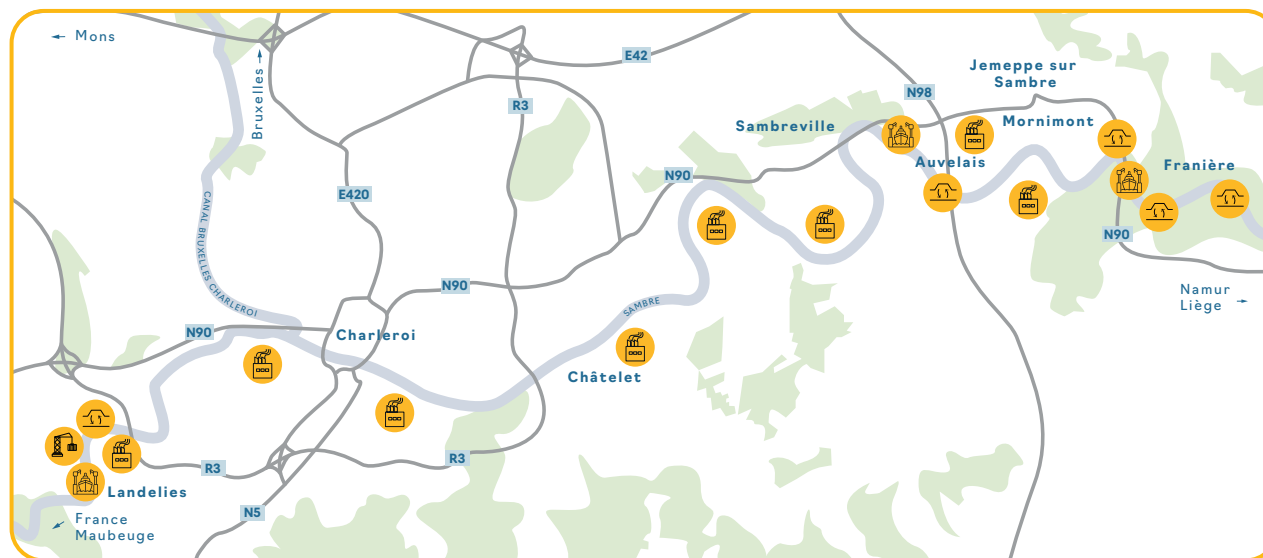 Mons
Bruxelles
E42
Jemeppe sur
Sambre
N98
R3
Sambreville
Mornimont
Auvelais
Franière
N90
E420
CANAL BRUXELLES CHARLEROI
N90
N90
Namur
Liège
SAMBRE
N90
Charleroi
Châtelet
R3
R3
Landelies
N5
France
Maubeuge